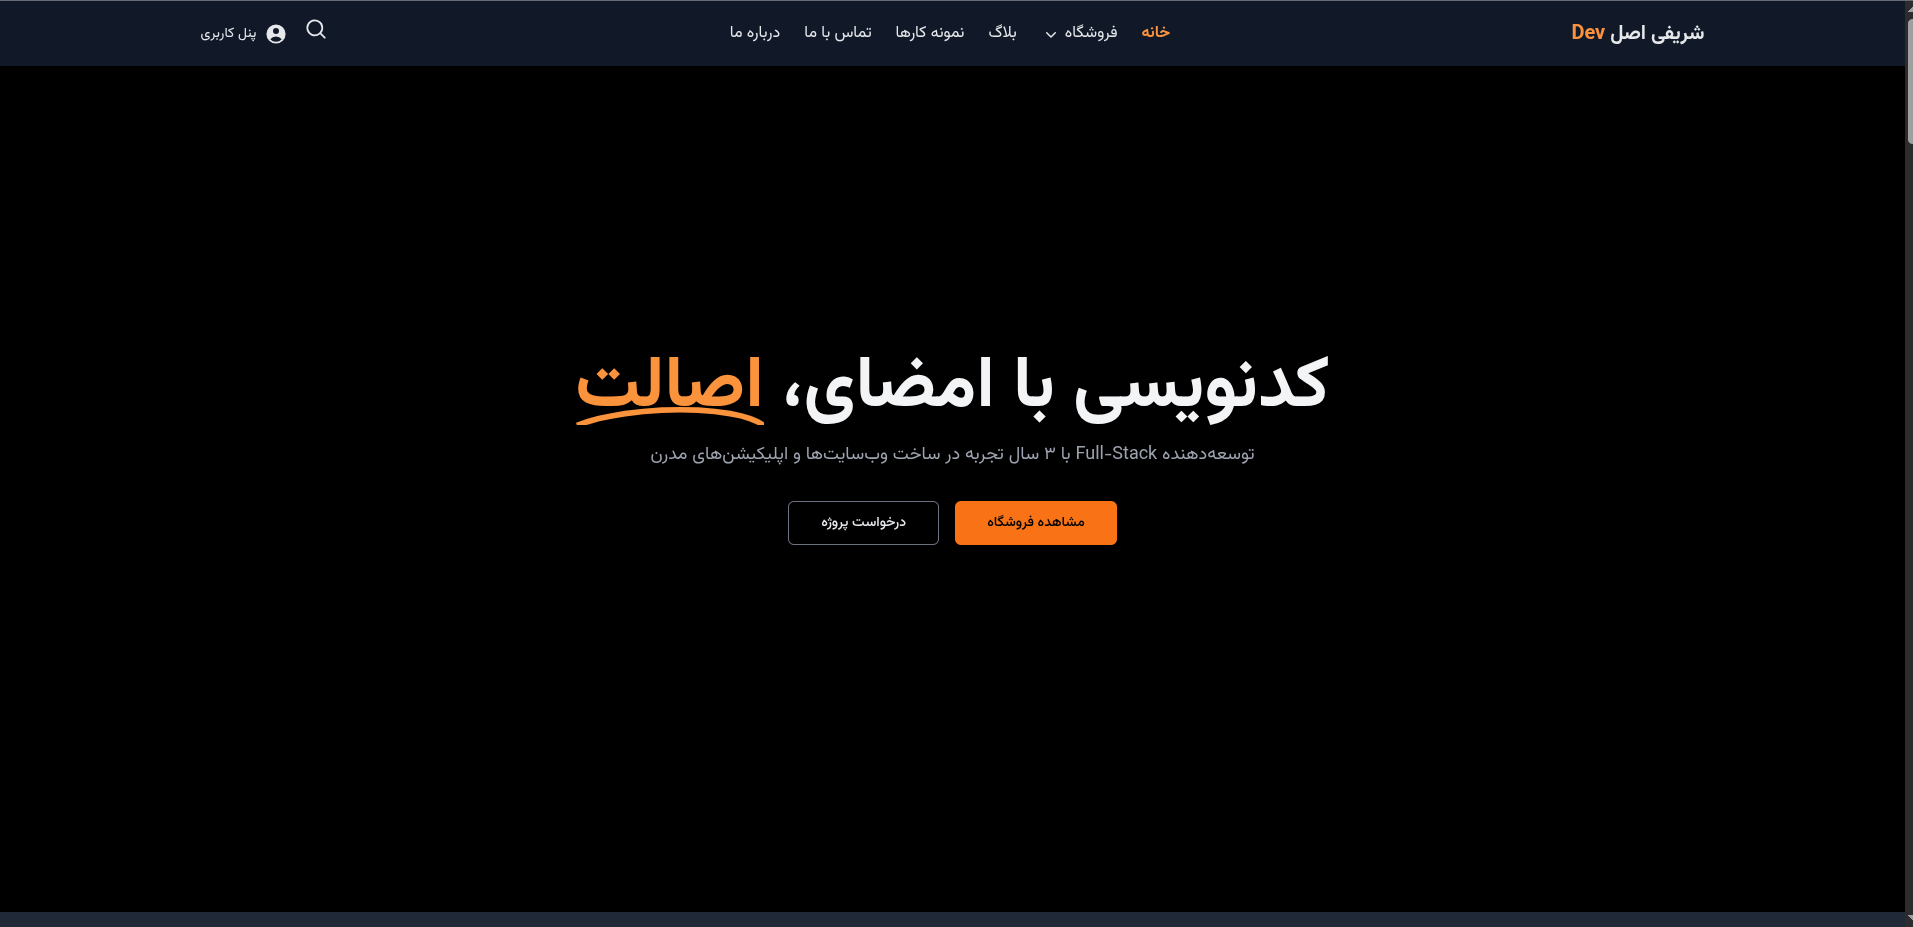 شریفی اصل Dev
خانه فروشگاه بلاگ نمونه کارها تماس با ما درباره ما
پنل کاربری
کدنویسی با امضای، اصالت
توسعه‌دهنده Full-Stack با ۳ سال تجربه در ساخت وب‌سایت‌ها و اپلیکیشن‌های مدرن
مشاهده فروشگاه
درخواست پروژه